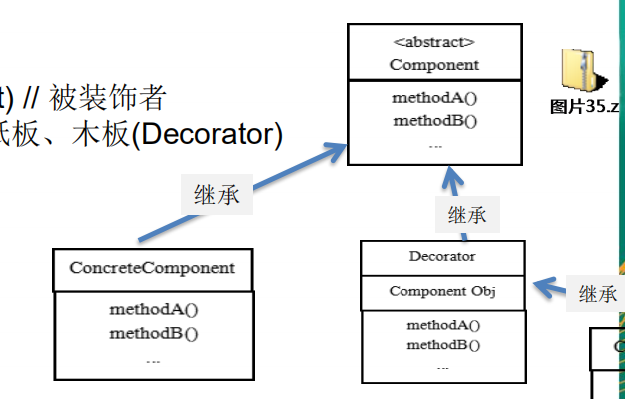 <abstract>
Component
methodA()
methodB()
...
图片35.z
t) // 被装饰者
纸板、木板(Decorator)
继承
继承
继承
ConcreteComponent
methodA()
methodB()
...
Decorator
Component Obj
methodA()
methodB()
...
C